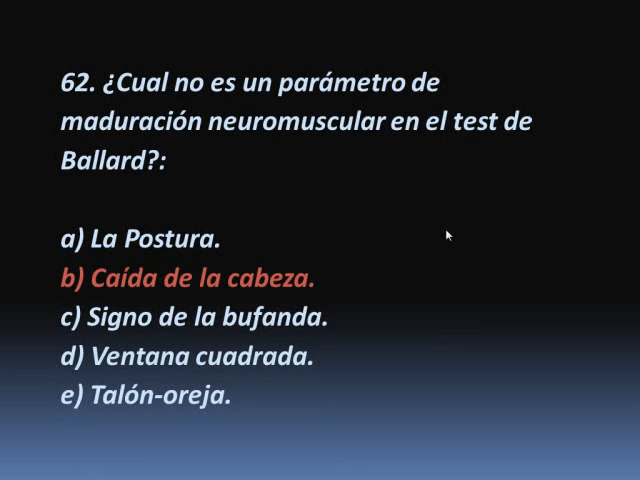 62. ¿Cual no es un parámetro de
maduración neuromuscular en el test de
Ballard?:
a) La Postura.
b) Caída de la cabeza.
c) Signo de la bufanda.
d) Ventana cuadrada.
e) Talón-oreja.